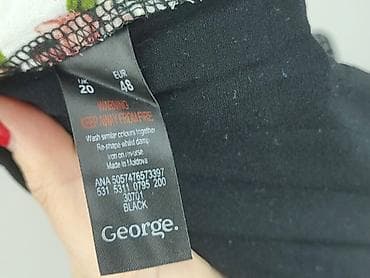 UK EUR
20 48
WARNING
KEEP AWAY FROM FIRE
Wash similar colours together
Re-shape whilst damp
Iron on reverse
Made in Moldova
ANA 5057476573397
531 5311 0795 200
30701
BLACK
George.